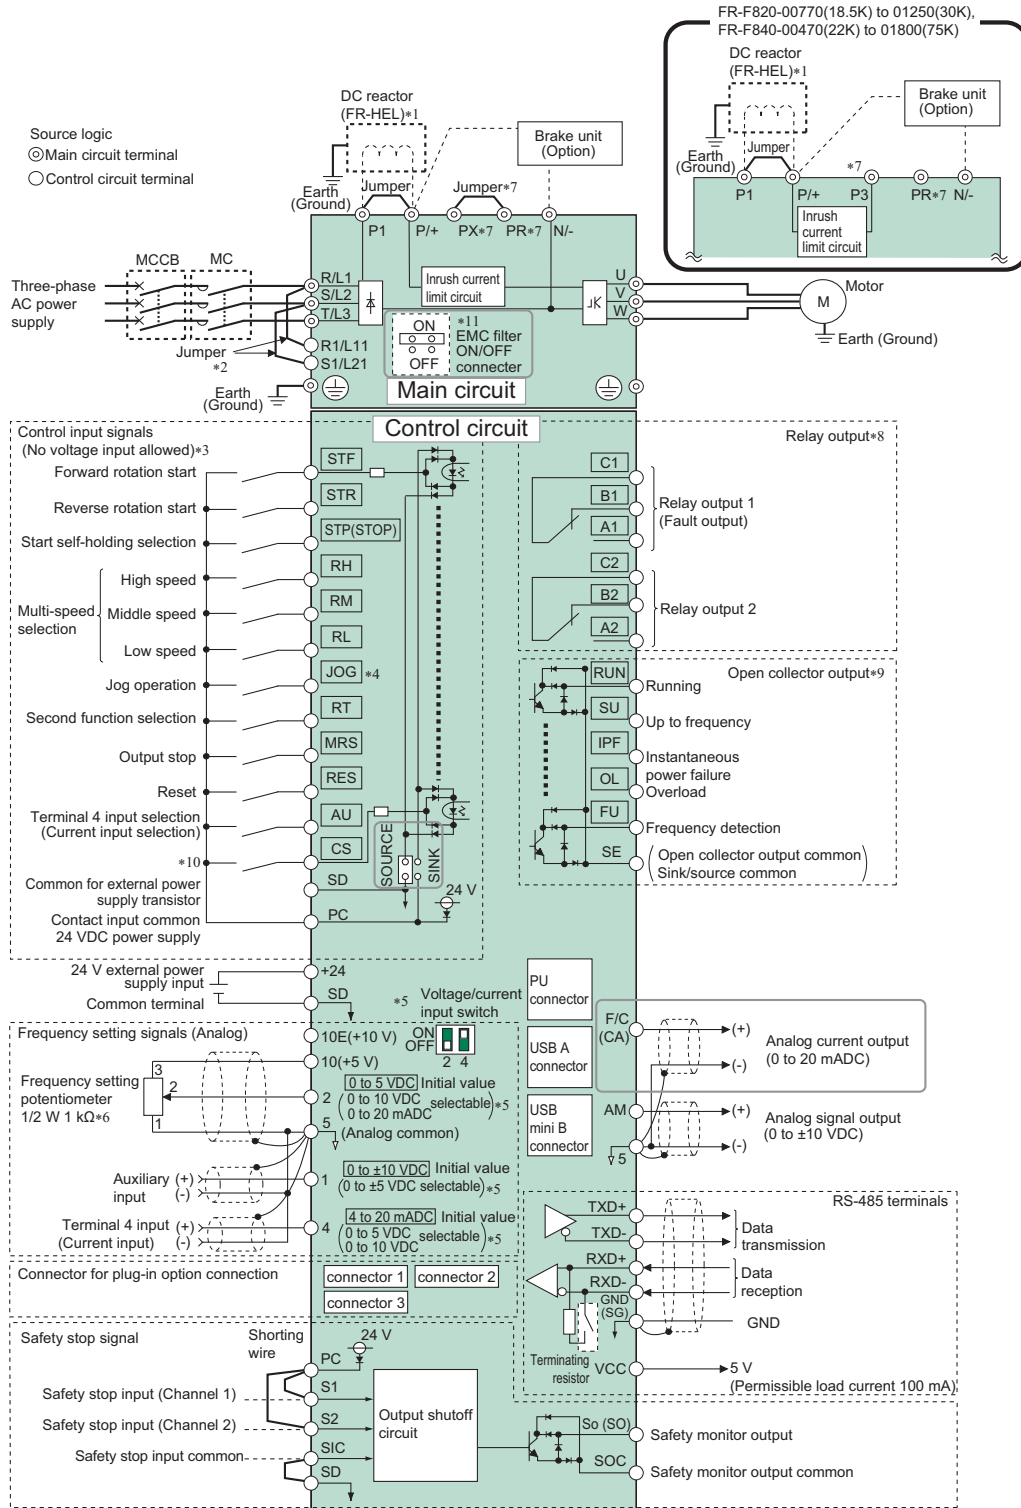 FR-F820-00770(18.5K) to 01250(30K),
FR-F840-00470(22K) to 01800(75K)
DC reactor
(FR-HEL)*1
Brake unit
(Option)
Earth
(Ground)
Jumper
*7
P1
P/+
P3
PR*7
N/-
Inrush
current
limit circuit
Source logic
Main circuit terminal
Control circuit terminal
DC reactor
(FR-HEL)*1
Brake unit
(Option)
Earth
(Ground)
Jumper
Jumper*7
P1
P/+
PX*7
PR*7
N/-
MCCB
MC
Three-phase
AC power
supply
R/L1
S/L2
T/L3
R1/L11
S1/L21
Jumper
*2
Earth
(Ground)
Inrush current
limit circuit
ON
OFF
*11
EMC filter
ON/OFF
connecter
U
V
W
Motor
M
Earth (Ground)
Main circuit
Control circuit
Control input signals
(No voltage input allowed)*3
Forward rotation start
STF
Reverse rotation start
STR
Start self-holding selection
STP(STOP)
Multi-speed
selection
High speed
RH
Middle speed
RM
Low speed
RL
Jog operation
JOG
*4
Second function selection
RT
Output stop
MRS
Reset
RES
Terminal 4 input selection
(Current input selection)
AU
*10
CS
SOURCE
SINK
Common for external power
supply transistor
SD
24 V
Contact input common
24 VDC power supply
PC
Relay output*8
C1
B1
A1
Relay output 1
(Fault output)
C2
B2
A2
Relay output 2
Open collector output*9
RUN
Running
SU
Up to frequency
IPF
Instantaneous
power failure
OL
Overload
FU
Frequency detection
SE
Open collector output common
Sink/source common
24 V external power
supply input
+24
Common terminal
SD
*5
Voltage/current
input switch
ON
OFF
2 4
Frequency setting signals (Analog)
10E(+10 V)
10(+5 V)
Frequency setting
potentiometer
1/2 W 1 kΩ*6
3
2
1
2
0 to 5 VDC Initial value
0 to 10 VDC
0 to 20 mADC
selectable *5
5
(Analog common)
Auxiliary
input
(+)
(-)
1
0 to ±10 VDC Initial value
(0 to ±5 VDC selectable)*5
Terminal 4 input
(Current input)
(+)
(-)
4
4 to 20 mADC Initial value
0 to 5 VDC
0 to 10 VDC
selectable *5
PU
connector
USB A
connector
USB
mini B
connector
F/C
(CA)
(+)
(-)
Analog current output
(0 to 20 mADC)
AM
5
(+)
(-)
Analog signal output
(0 to ±10 VDC)
Connector for plug-in option connection
connector 1
connector 2
connector 3
RS-485 terminals
TXD+
TXD-
Data
transmission
RXD+
RXD-
Data
reception
GND
(SG)
GND
Terminating
resistor
VCC
5 V
(Permissible load current 100 mA)
Safety stop signal
Shorting
wire
24 V
PC
Safety stop input (Channel 1)
S1
Safety stop input (Channel 2)
S2
Safety stop input common
SIC
SD
Output shutoff
circuit
So (SO)
Safety monitor output
SOC
Safety monitor output common